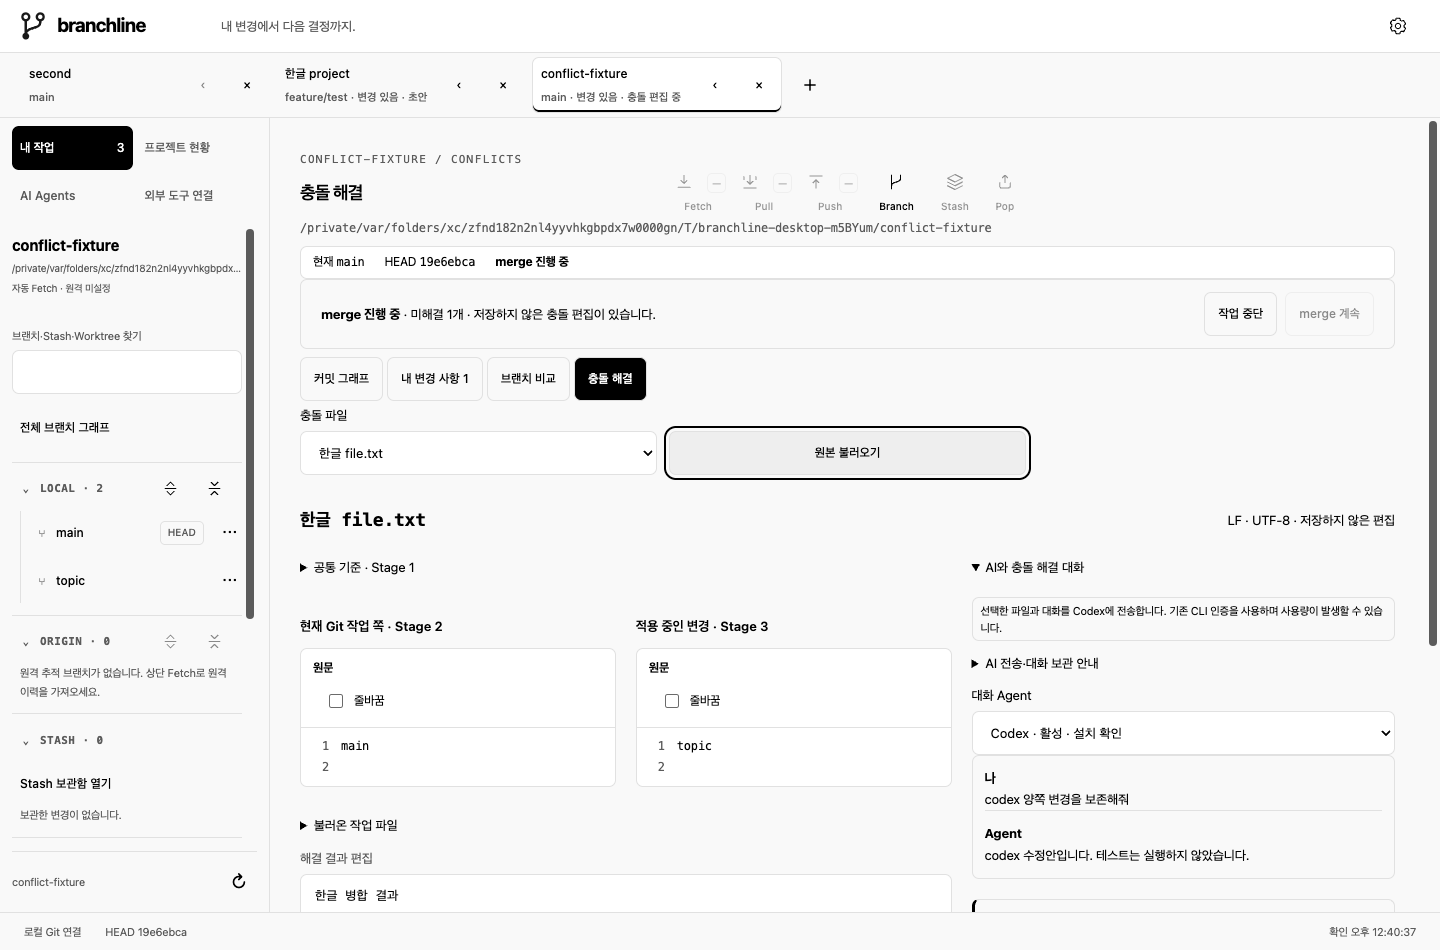 branchline
내 변경에서 다음 결정까지.
second
main
한글 project
feature/test · 변경 있음 · 초안
conflict-fixture
main · 변경 있음 · 충돌 편집 중
내 작업 3
프로젝트 현황
AI Agents
외부 도구 연결
conflict-fixture
/private/var/folders/xc/zfnd182n2nl4yyvhkgbpdx...
자동 Fetch · 원격 미설정
브랜치·Stash·Worktree 찾기
전체 브랜치 그래프
LOCAL · 2
main HEAD
topic
ORIGIN · 0
원격 추적 브랜치가 없습니다. 상단 Fetch로 원격
이력을 가져오세요.
STASH · 0
Stash 보관함 열기
보관한 변경이 없습니다.
conflict-fixture
CONFLICT-FIXTURE / CONFLICTS
충돌 해결
Fetch Pull Push Branch Stash Pop
/private/var/folders/xc/zfnd182n2nl4yyvhkgbpdx7w0000gn/T/branchline-desktop-m5BYum/conflict-fixture
현재 main HEAD 19e6ebca merge 진행 중
merge 진행 중 · 미해결 1개 · 저장하지 않은 충돌 편집이 있습니다.
작업 중단 merge 계속
커밋 그래프 내 변경 사항 1 브랜치 비교 충돌 해결
충돌 파일
한글 file.txt
원본 불러오기
한글 file.txt
LF · UTF-8 · 저장하지 않은 편집
공통 기준 · Stage 1
현재 Git 작업 쪽 · Stage 2
원문
줄바꿈
1 main
2
적용 중인 변경 · Stage 3
원문
줄바꿈
1 topic
2
불러온 작업 파일
해결 결과 편집
한글 병합 결과
AI와 충돌 해결 대화
선택한 파일과 대화를 Codex에 전송합니다. 기존 CLI 인증을 사용하며 사용량이 발생할 수 있습
니다.
AI 전송·대화 보관 안내
대화 Agent
Codex · 활성 · 설치 확인
나
codex 양쪽 변경을 보존해줘
Agent
codex 수정안입니다. 테스트는 실행하지 않았습니다.
로컬 Git 연결 HEAD 19e6ebca
확인 오후 12:40:37